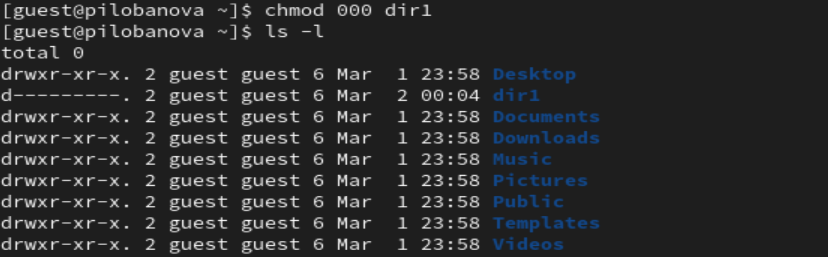 [guest@pilobanova ~]$ chmod 000 dir1
[guest@pilobanova ~]$ ls -l
total 0
drwxr-xr-x. 2 guest guest 6 Mar  1 23:58 Desktop
d---------. 2 guest guest 6 Mar  2 00:04 dir1
drwxr-xr-x. 2 guest guest 6 Mar  1 23:58 Documents
drwxr-xr-x. 2 guest guest 6 Mar  1 23:58 Downloads
drwxr-xr-x. 2 guest guest 6 Mar  1 23:58 Music
drwxr-xr-x. 2 guest guest 6 Mar  1 23:58 Pictures
drwxr-xr-x. 2 guest guest 6 Mar  1 23:58 Public
drwxr-xr-x. 2 guest guest 6 Mar  1 23:58 Templates
drwxr-xr-x. 2 guest guest 6 Mar  1 23:58 Videos